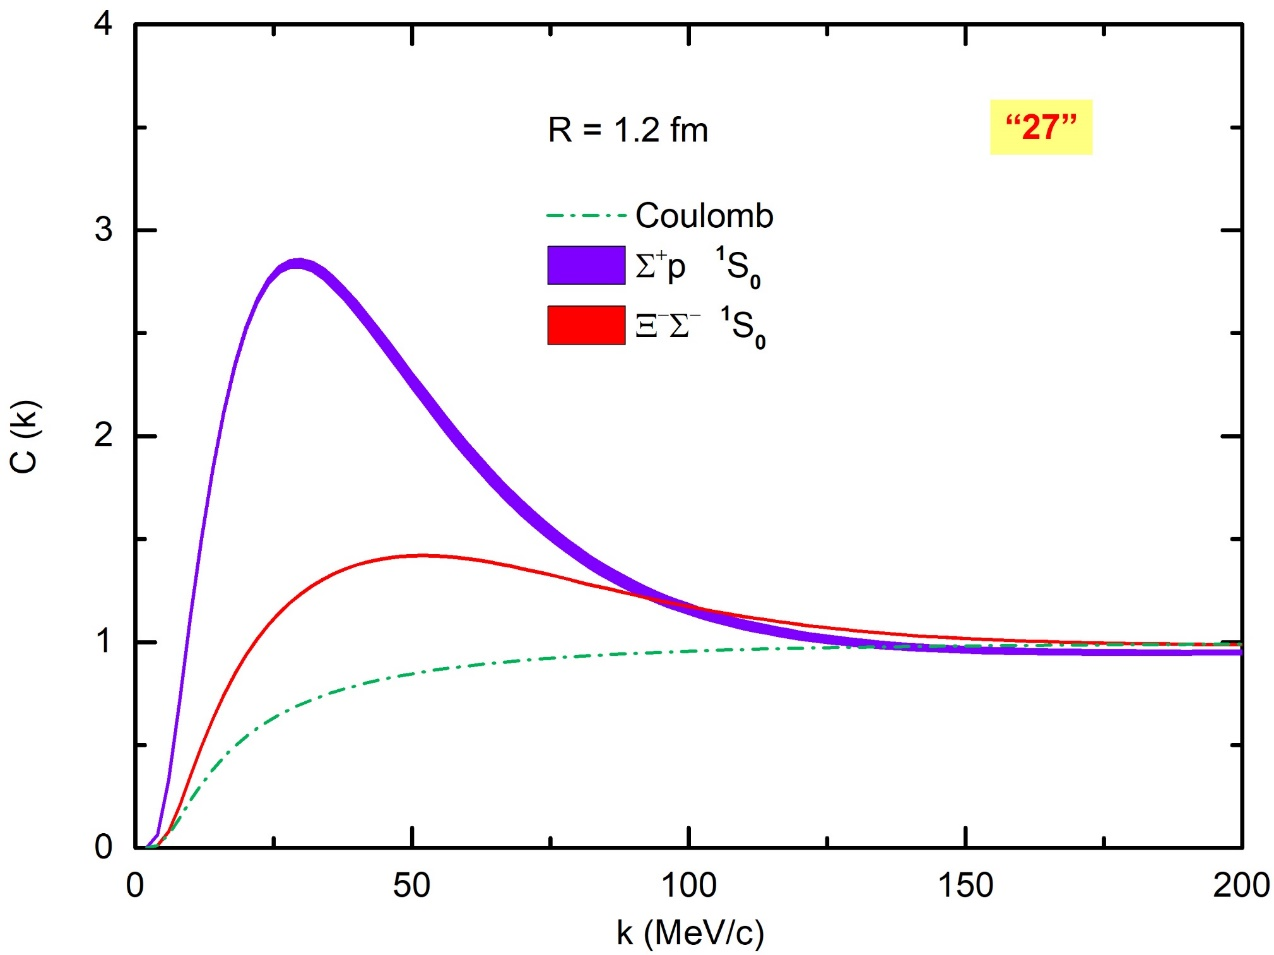 4
3
2
1
0
C (k)
R = 1.2 fm
“27”
Coulomb
Σ⁺p ¹S₀
Ξ⁻Σ⁻ ¹S₀
0 50 100 150 200
k (MeV/c)